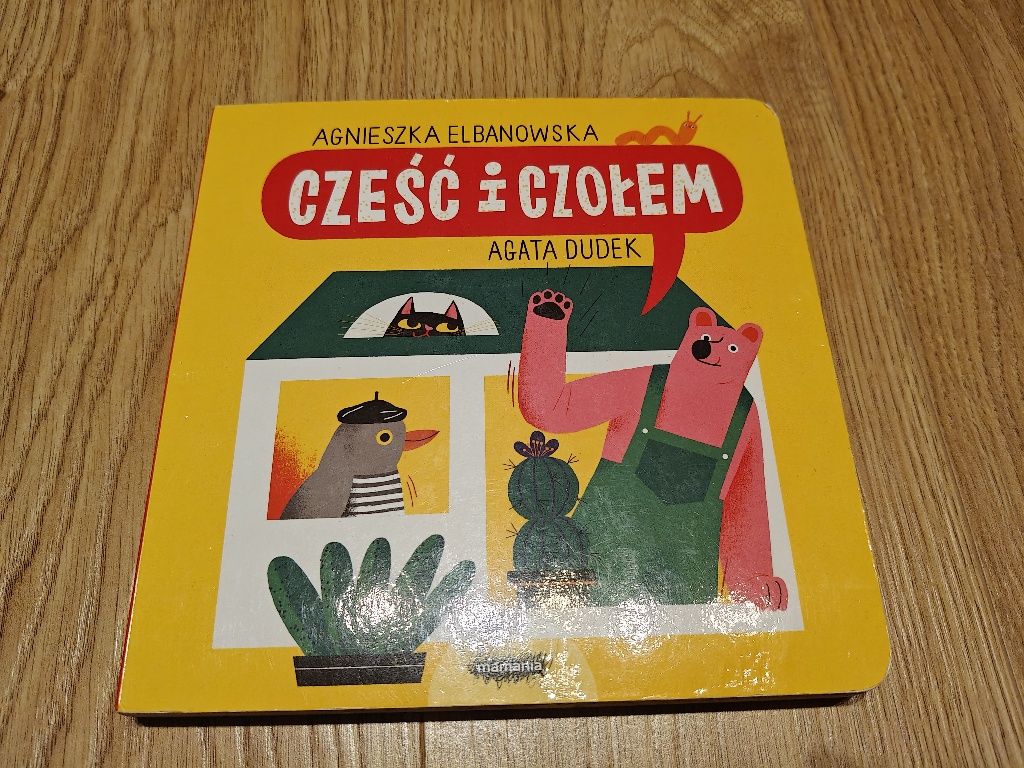 AGNIESZKA ELBANOWSKA
CZEŚĆ i CZOŁEM
AGATA DUDEK
mamania